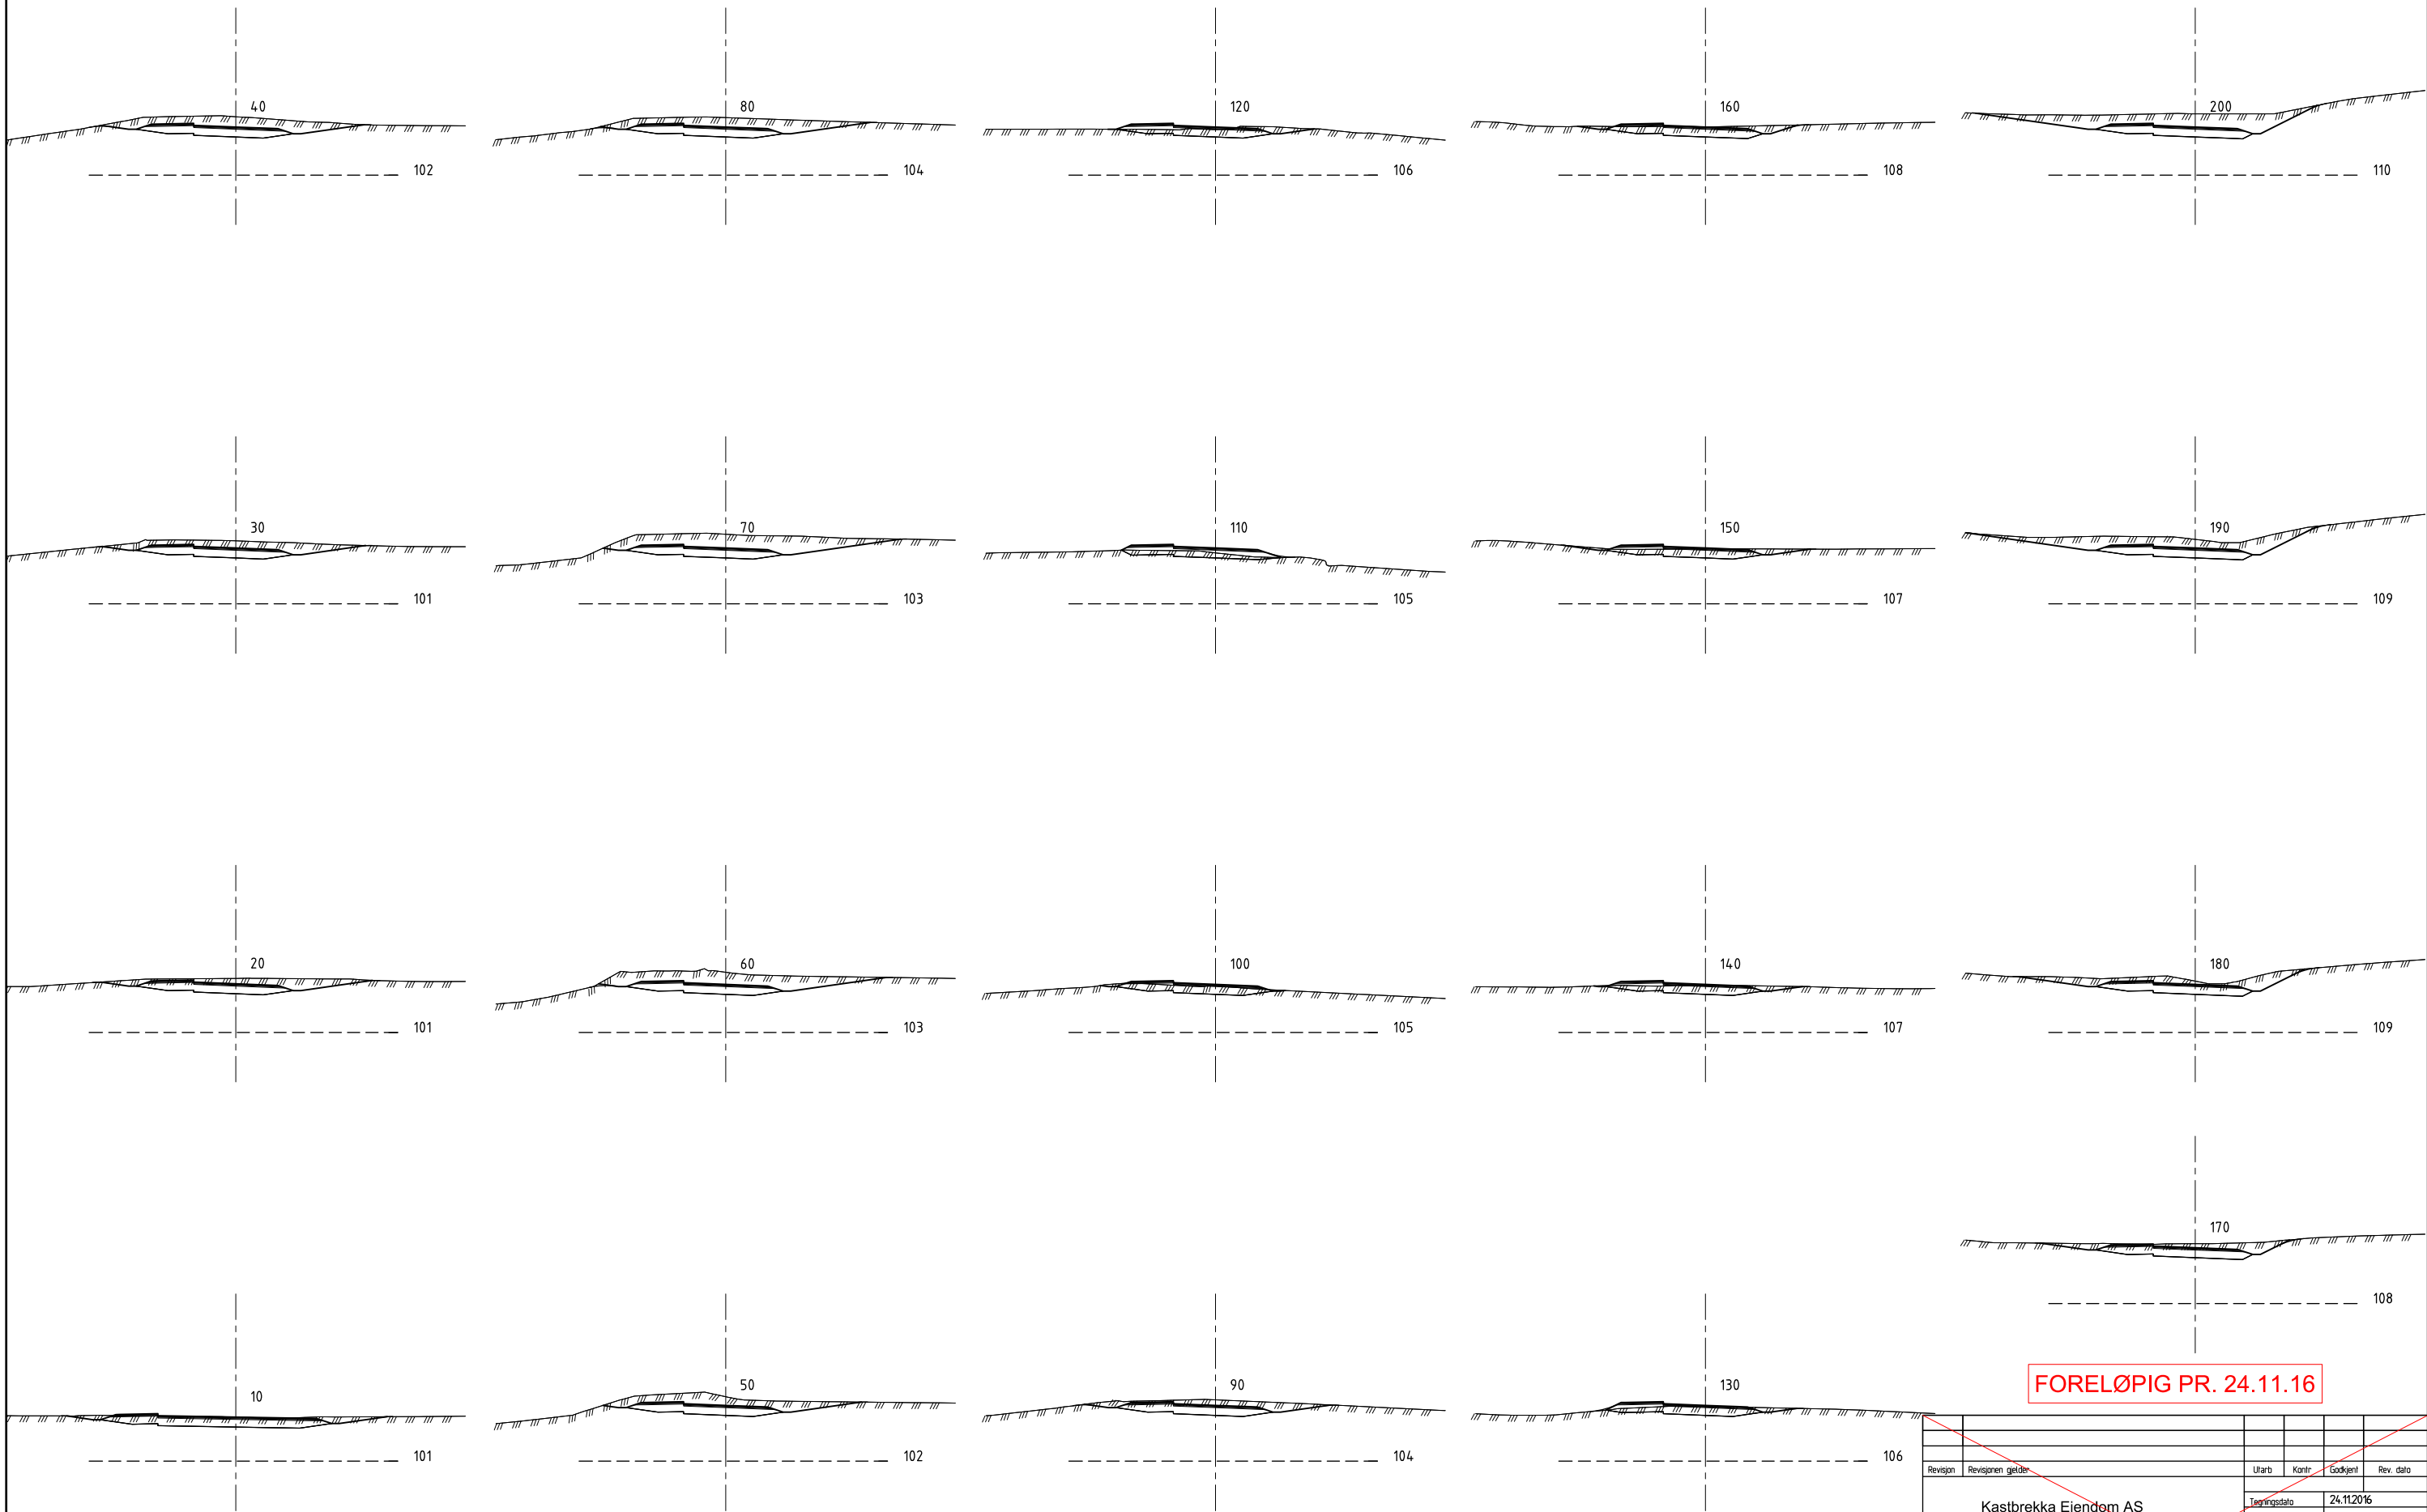 40 80 120 160 200
102 104 106 108 110
30 70 110 150 190
101 103 105 107 109
20 60 100 140 180
101 103 105 107 109
170
108
10 50 90 130
101 102 104 106
FORELØPIG PR. 24.11.16
Revisjon Revisjonen gjelder Utarb Kontr Godkjent Rev. dato
Kastbrekka Eiendom AS Tegningsdato 24.11.2016